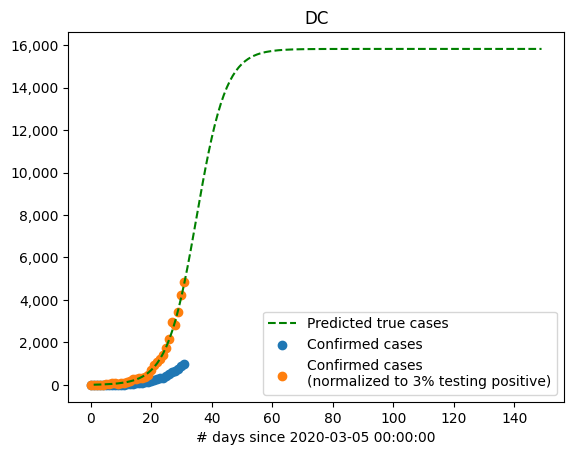 DC
16,000
14,000
12,000
10,000
8,000
6,000
4,000
2,000
0
Predicted true cases
Confirmed cases
Confirmed cases
(normalized to 3% testing positive)
0 20 40 60 80 100 120 140
# days since 2020-03-05 00:00:00